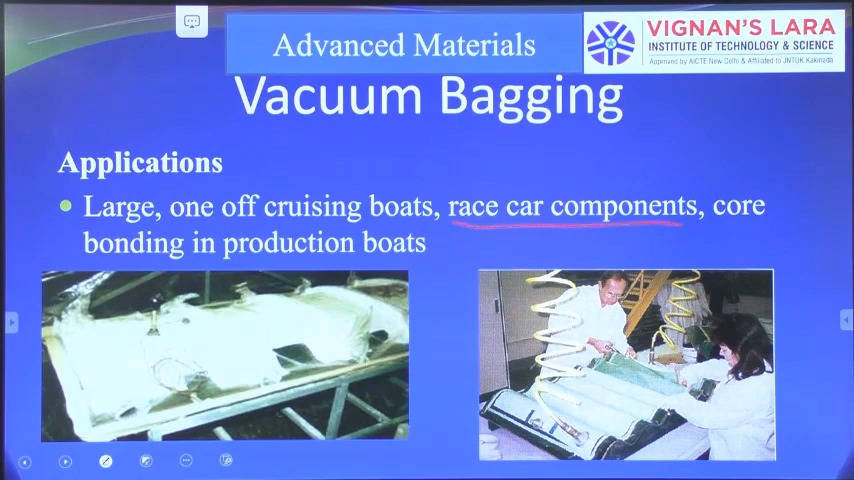 Advanced Materials
VIGNAN'S LARA
INSTITUTE OF TECHNOLOGY & SCIENCE
Approved by AICTE New Delhi & Affiliated to JNTUK Kakinada
Vacuum Bagging
Applications
Large, one off cruising boats, race car components, core
bonding in production boats